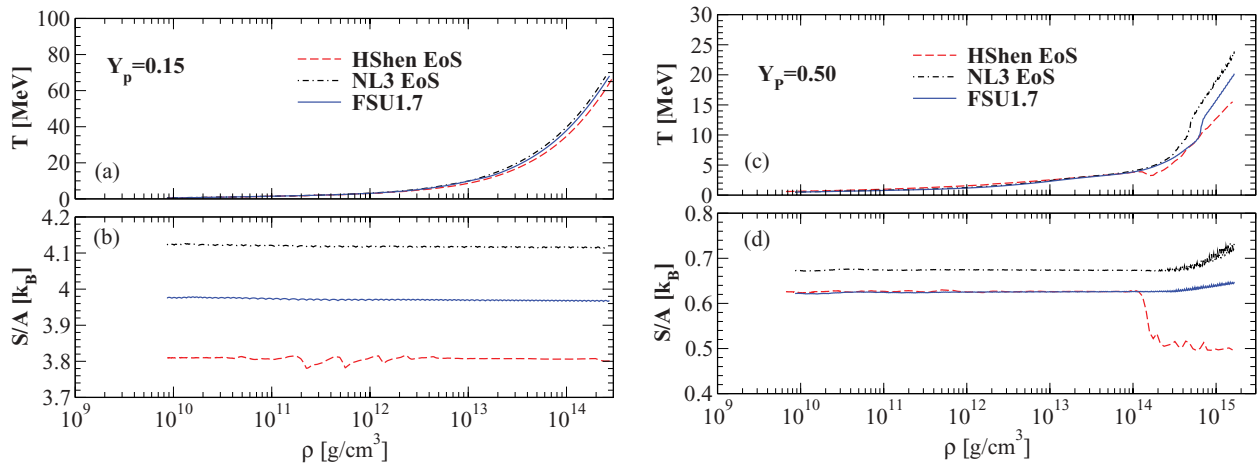 100
80
60
40
20
0
T [MeV]
Y_p=0.15
HShen EoS
NL3 EoS
FSU1.7
(a)
4.2
4.1
4
3.9
3.8
3.7
S/A [k_B]
(b)
10^9 10^10 10^11 10^12 10^13 10^14
ρ [g/cm^3]
30
25
20
15
10
5
0
T [MeV]
Y_P=0.50
HShen EoS
NL3 EoS
FSU1.7
(c)
0.8
0.7
0.6
0.5
0.4
S/A [k_B]
(d)
10^9 10^10 10^11 10^12 10^13 10^14 10^15
ρ [g/cm^3]